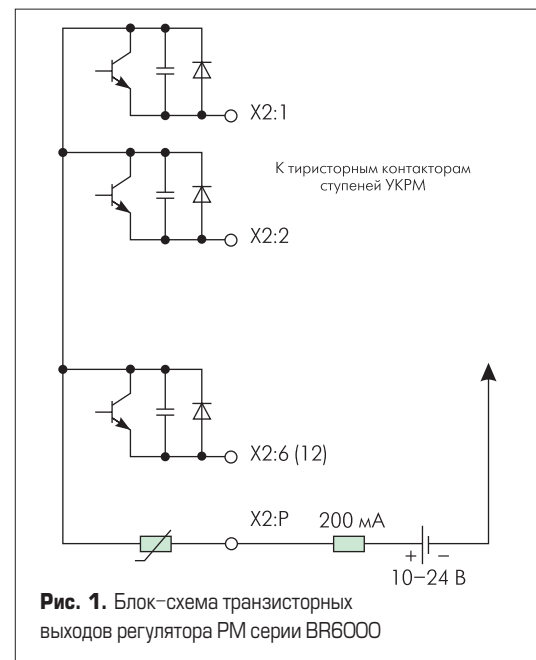 X2:1
К тиристорным контакторам
ступеней УКРМ
X2:2
X2:6 (12)
X2:P
200 мА
+ −
10–24 В
Рис. 1. Блок-схема транзисторных
выходов регулятора РМ серии BR6000